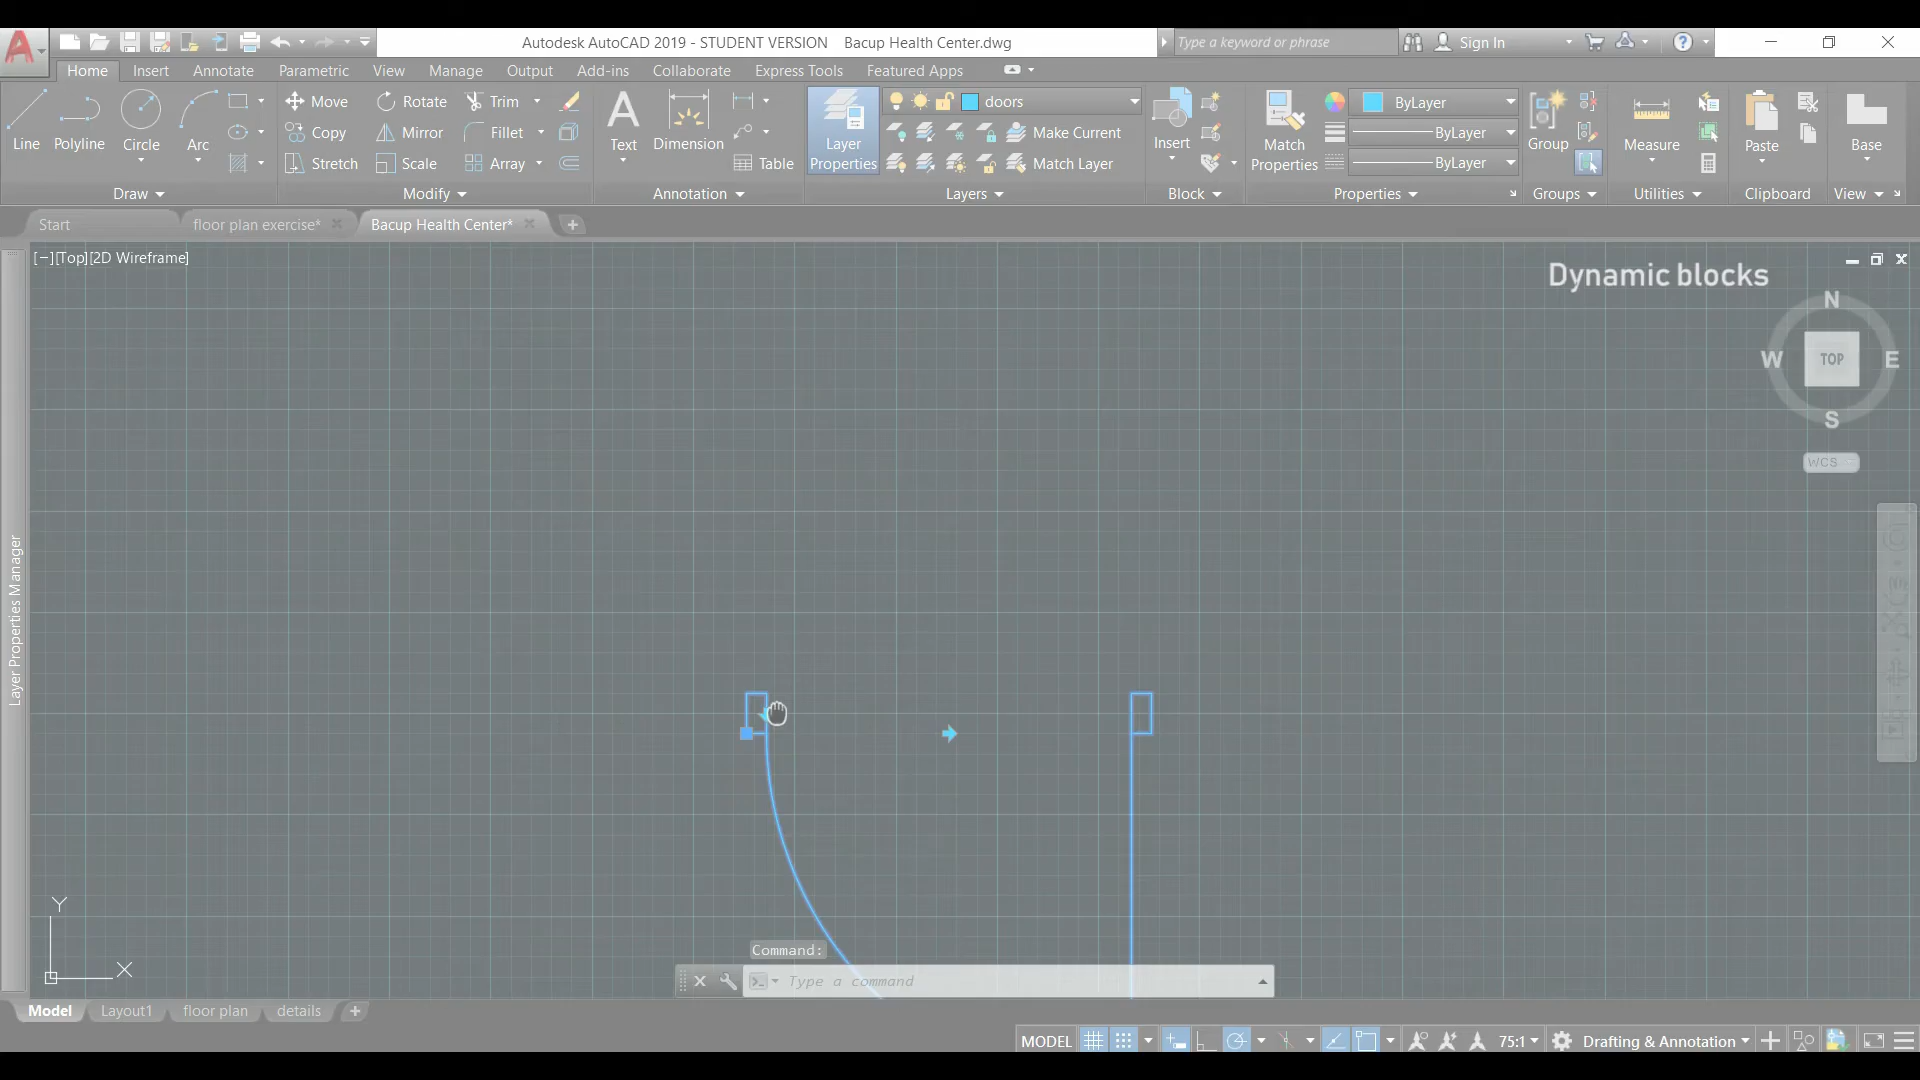 Autodesk AutoCAD 2019 - STUDENT VERSION Bacup Health Center.dwg
Type a keyword or phrase
Sign In
Home Insert Annotate Parametric View Manage Output Add-ins Collaborate Express Tools Featured Apps
Line Polyline Circle Arc
Move Rotate Trim
Copy Mirror Fillet
Stretch Scale Array
Text Dimension Table
Layer Properties
doors
Make Current
Match Layer
Insert
Match Properties
ByLayer
ByLayer
ByLayer
Group
Measure
Paste
Base
Draw Modify Annotation Layers Block Properties Groups Utilities Clipboard View
Start floor plan exercise* Bacup Health Center*
[−][Top][2D Wireframe]
Dynamic blocks
N
W TOP E
S
WCS
Layer Properties Manager
Y
X
Command:
Type a command
Model Layout1 floor plan details
MODEL 75:1 Drafting & Annotation